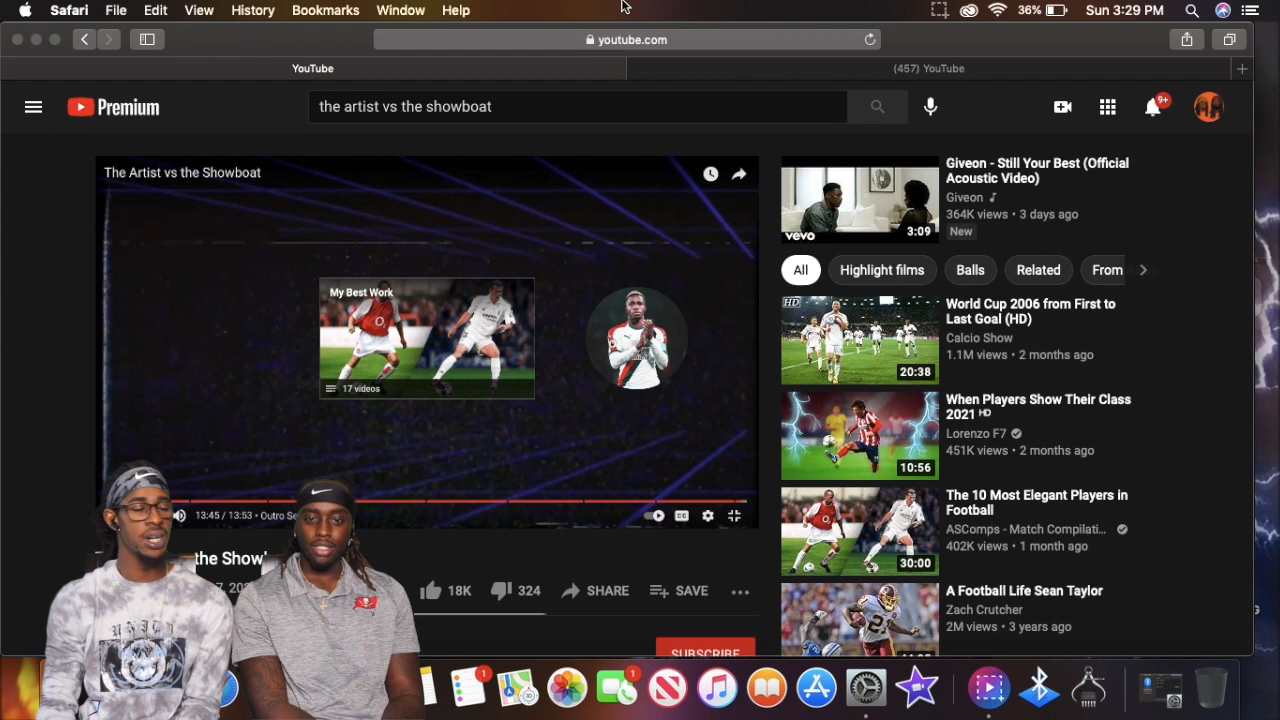 Safari File Edit View History Bookmarks Window Help 36% Sun 3:29 PM
youtube.com
YouTube (457) YouTube
Premium the artist vs the showboat 9+
The Artist vs the Showboat
My Best Work
17 videos
13:45 / 13:53 • Outro
CC
the Show
18K 324 SHARE SAVE
SUBSCRIBE
Giveon - Still Your Best (Official
Acoustic Video)
Giveon
364K views • 3 days ago
New
vevo 3:09
All Highlight films Balls Related From
HD
World Cup 2006 from First to
Last Goal (HD)
Calcio Show
1.1M views • 2 months ago
20:38
When Players Show Their Class
2021 HD
Lorenzo F7
451K views • 2 months ago
10:56
The 10 Most Elegant Players in
Football
ASComps - Match Compilati...
402K views • 1 month ago
30:00
A Football Life Sean Taylor
Zach Crutcher
2M views • 3 years ago
1
1